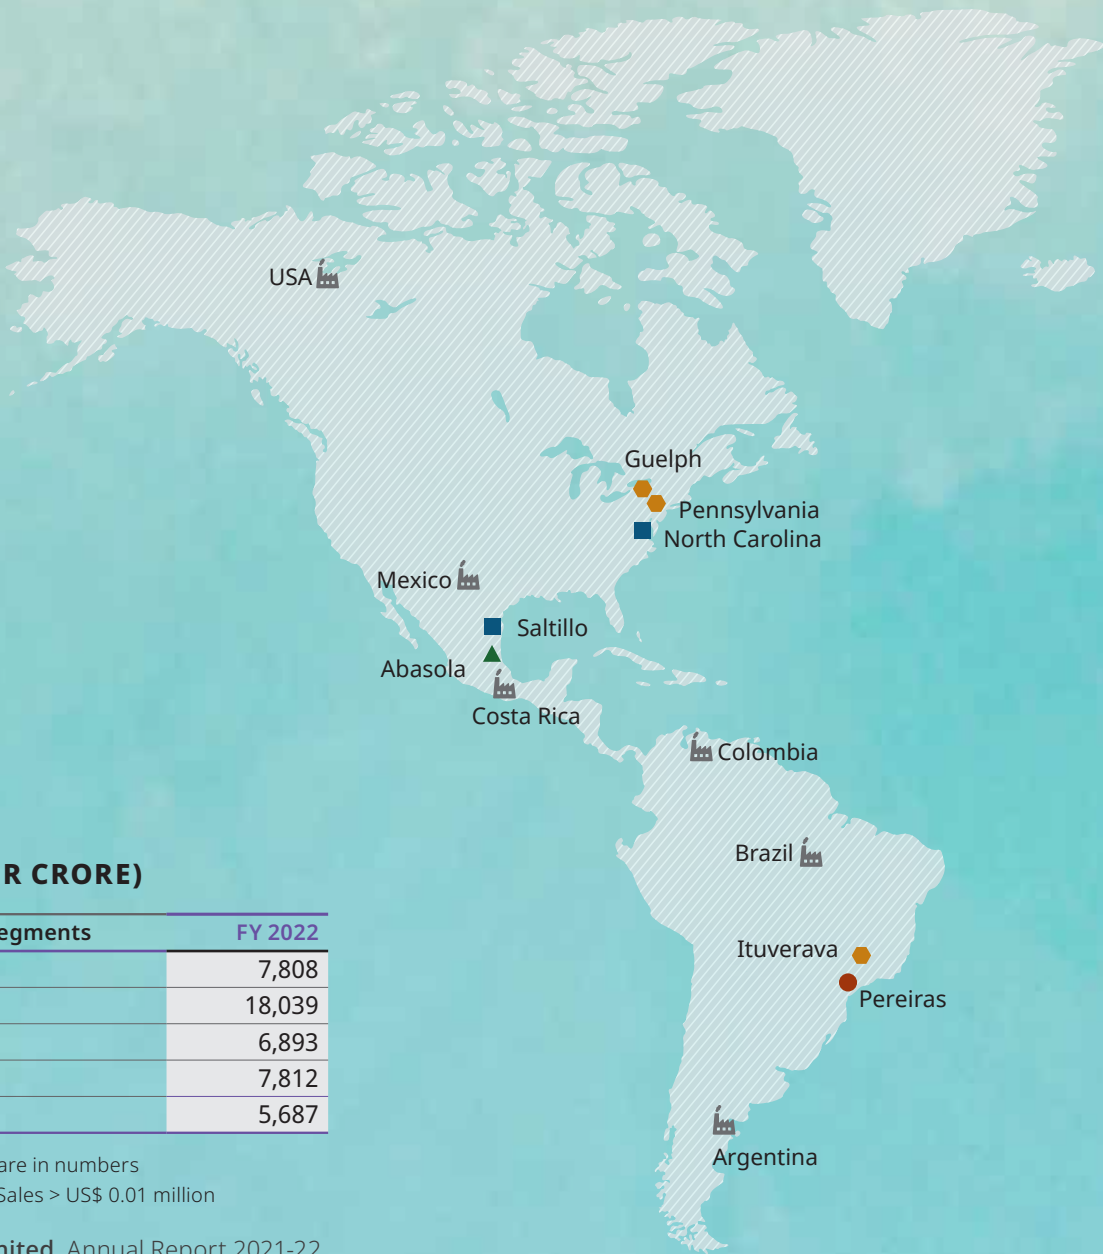 USA
Guelph
Pennsylvania
North Carolina
Mexico
Saltillo
Abasola
Costa Rica
Colombia
Brazil
Ituverava
Pereiras
Argentina
R CRORE)
egments FY 2022
7,808
18,039
6,893
7,812
5,687
are in numbers
Sales > US$ 0.01 million
mited Annual Report 2021-22